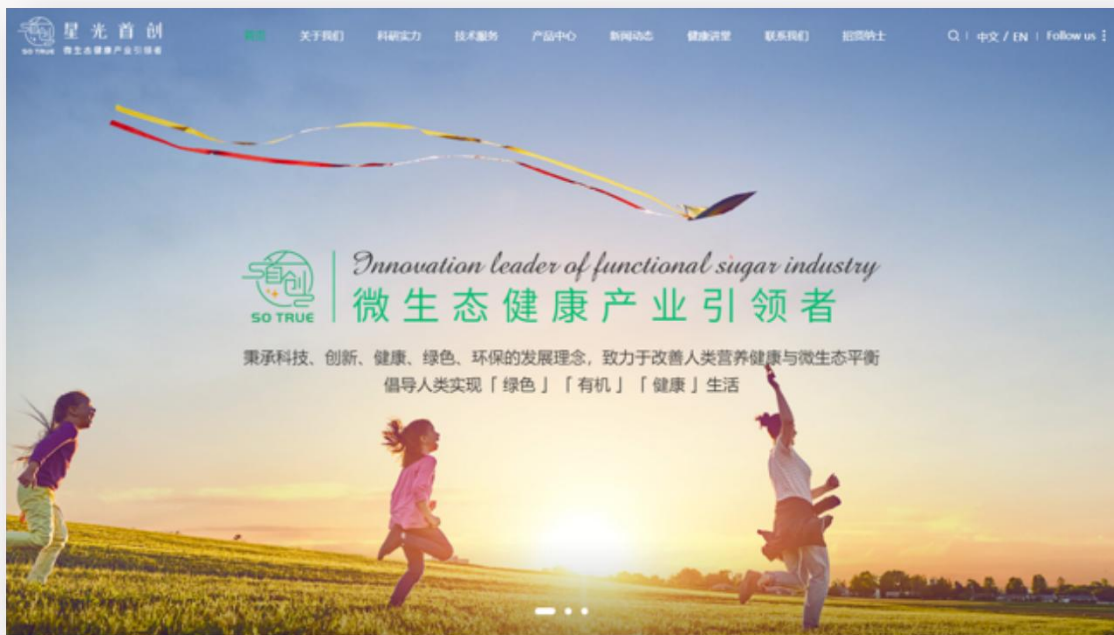 星光首创
SO TRUE 微生态健康产业引领者
首页 关于我们 科研实力 技术服务 产品中心 新闻动态 健康讲堂 联系我们 招贤纳士
中文 / EN Follow us
首创
SO TRUE
Innovation leader of functional sugar industry
微生态健康产业引领者
秉承科技、创新、健康、绿色、环保的发展理念，致力于改善人类营养健康与微生态平衡
倡导人类实现「绿色」「有机」「健康」生活